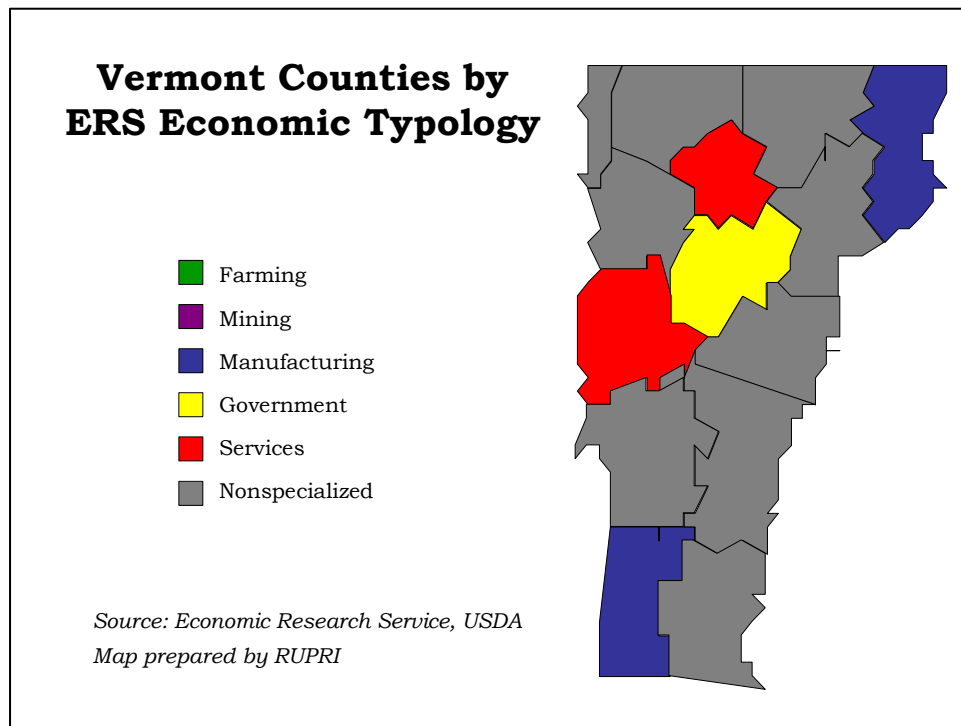 Vermont Counties by
ERS Economic Typology
Farming
Mining
Manufacturing
Government
Services
Nonspecialized
Source: Economic Research Service, USDA
Map prepared by RUPRI